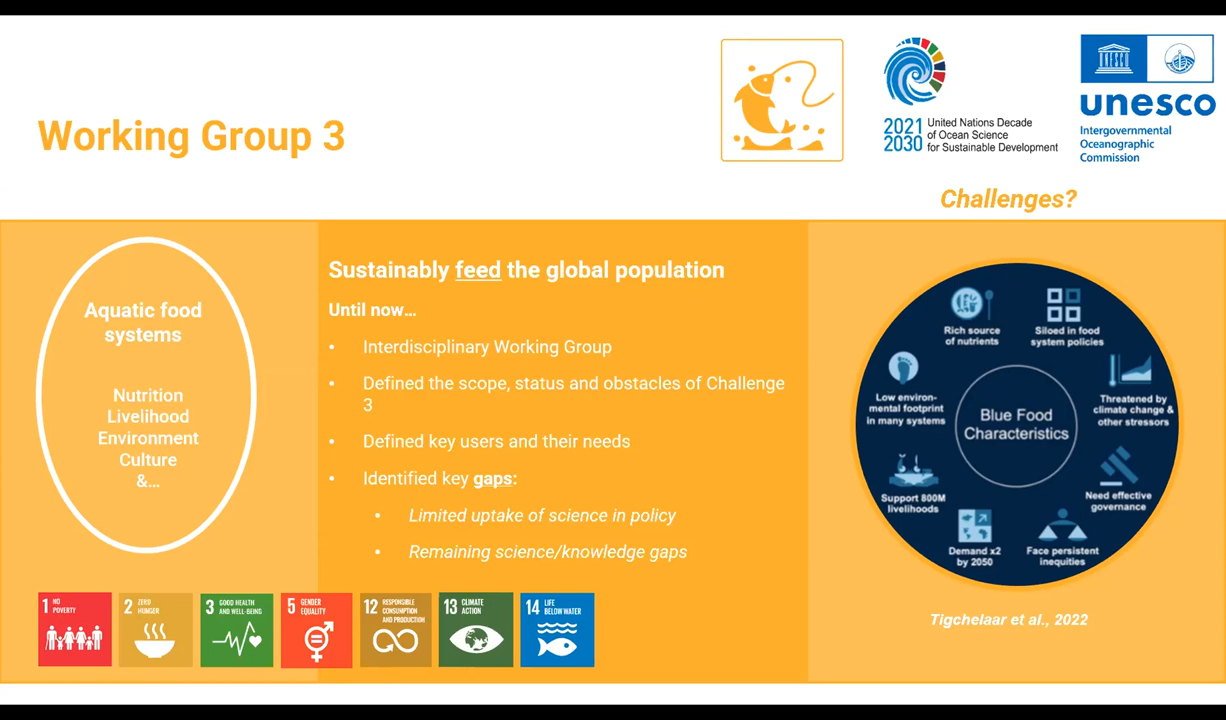 Working Group 3
2021
2030
United Nations Decade
of Ocean Science
for Sustainable Development
unesco
Intergovernmental
Oceanographic
Commission
Challenges?
Aquatic food
systems
Nutrition
Livelihood
Environment
Culture
&...
Sustainably feed the global population
Until now...
• Interdisciplinary Working Group
• Defined the scope, status and obstacles of Challenge
3
• Defined key users and their needs
• Identified key gaps:
• Limited uptake of science in policy
• Remaining science/knowledge gaps
Blue Food
Characteristics
Rich source
of nutrients
Siloed in food
system policies
Threatened by
climate change &
other stressors
Need effective
governance
Face persistent
inequities
Demand x2
by 2050
Support 800M
livelihoods
Low environ-
mental footprint
in many systems
Tigchelaar et al., 2022
1 NO
POVERTY
2 ZERO
HUNGER
3 GOOD HEALTH
AND WELL-BEING
5 GENDER
EQUALITY
12 RESPONSIBLE
CONSUMPTION
AND PRODUCTION
13 CLIMATE
ACTION
14 LIFE
BELOW WATER